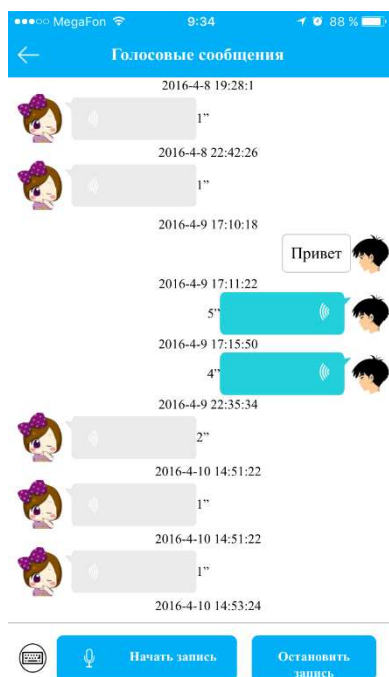 MegaFon 9:34 88 %
Голосовые сообщения
2016-4-8 19:28:1
1”
2016-4-8 22:42:26
1”
2016-4-9 17:10:18
Привет
2016-4-9 17:11:22
5”
2016-4-9 17:15:50
4”
2016-4-9 22:35:34
2”
2016-4-10 14:51:22
1”
2016-4-10 14:51:22
1”
2016-4-10 14:53:24
Начать запись
Остановить
запись